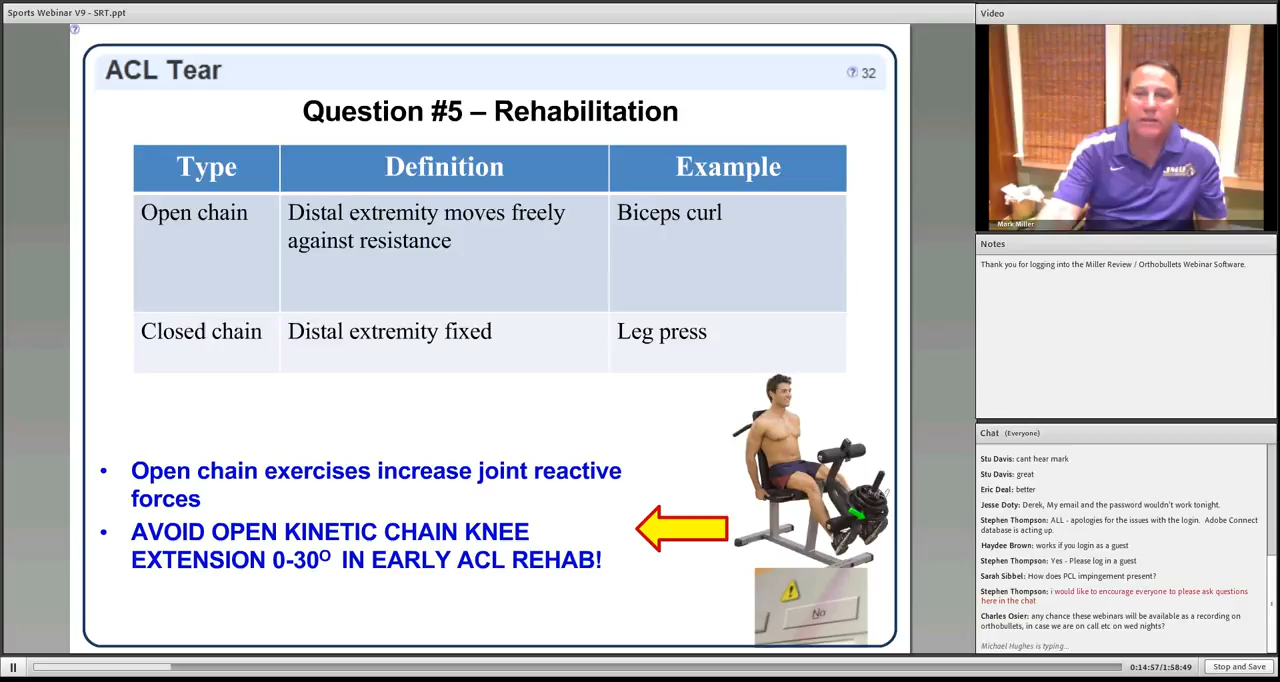 Sports Webinar V9 - SRT.ppt
ACL Tear
32
Question #5 – Rehabilitation
Type Definition Example
Open chain Distal extremity moves freely against resistance Biceps curl
Closed chain Distal extremity fixed Leg press
• Open chain exercises increase joint reactive
forces
• AVOID OPEN KINETIC CHAIN KNEE
EXTENSION 0-30O IN EARLY ACL REHAB!
No
Video
Mark Miller
Notes
Thank you for logging into the Miller Review / Orthobullets Webinar Software.
Chat (Everyone)
Stu Davis: cant hear mark
Stu Davis: great
Eric Deal: better
Jesse Doty: Derek, My email and the password wouldn't work tonight.
Stephen Thompson: ALL - apologies for the issues with the login. Adobe Connect
database is acting up.
Haydee Brown: works if you login as a guest
Stephen Thompson: Yes - Please log in a guest
Sarah Sibbel: How does PCL impingement present?
Stephen Thompson: i would like to encourage everyone to please ask questions
here in the chat
Charles Osier: any chance these webinars will be available as a recording on
orthobullets, in case we are on call etc on wed nights?
Michael Hughes is typing...
0:14:57/1:58:49
Stop and Save